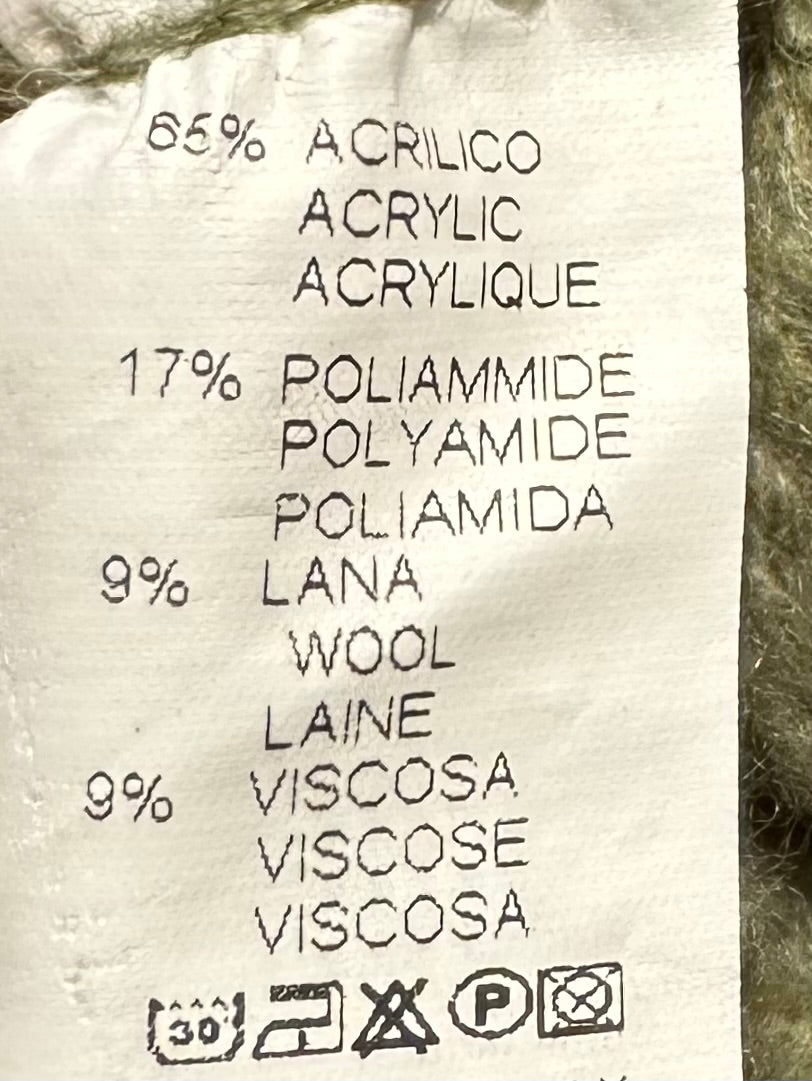 65% ACRILICO
ACRYLIC
ACRYLIQUE
17% POLIAMMIDE
POLYAMIDE
POLIAMIDA
9% LANA
WOOL
LAINE
9% VISCOSA
VISCOSE
VISCOSA
30 P